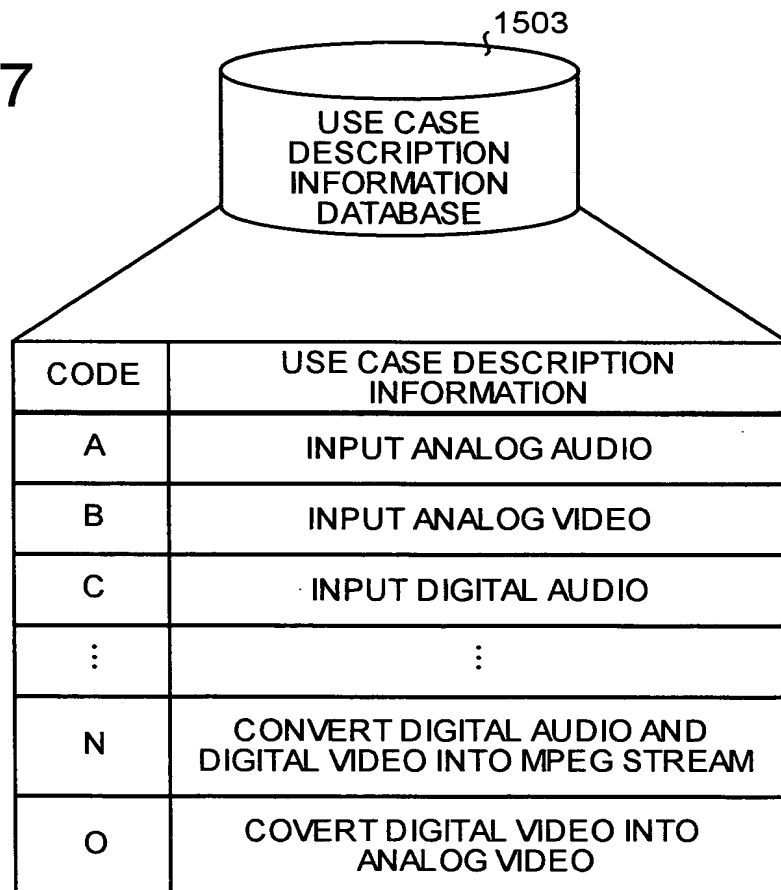 7
1503
USE CASE
DESCRIPTION
INFORMATION
DATABASE
CODE
USE CASE DESCRIPTION
INFORMATION
A
INPUT ANALOG AUDIO
B
INPUT ANALOG VIDEO
C
INPUT DIGITAL AUDIO
⋮
⋮
N
CONVERT DIGITAL AUDIO AND
DIGITAL VIDEO INTO MPEG STREAM
O
COVERT DIGITAL VIDEO INTO
ANALOG VIDEO